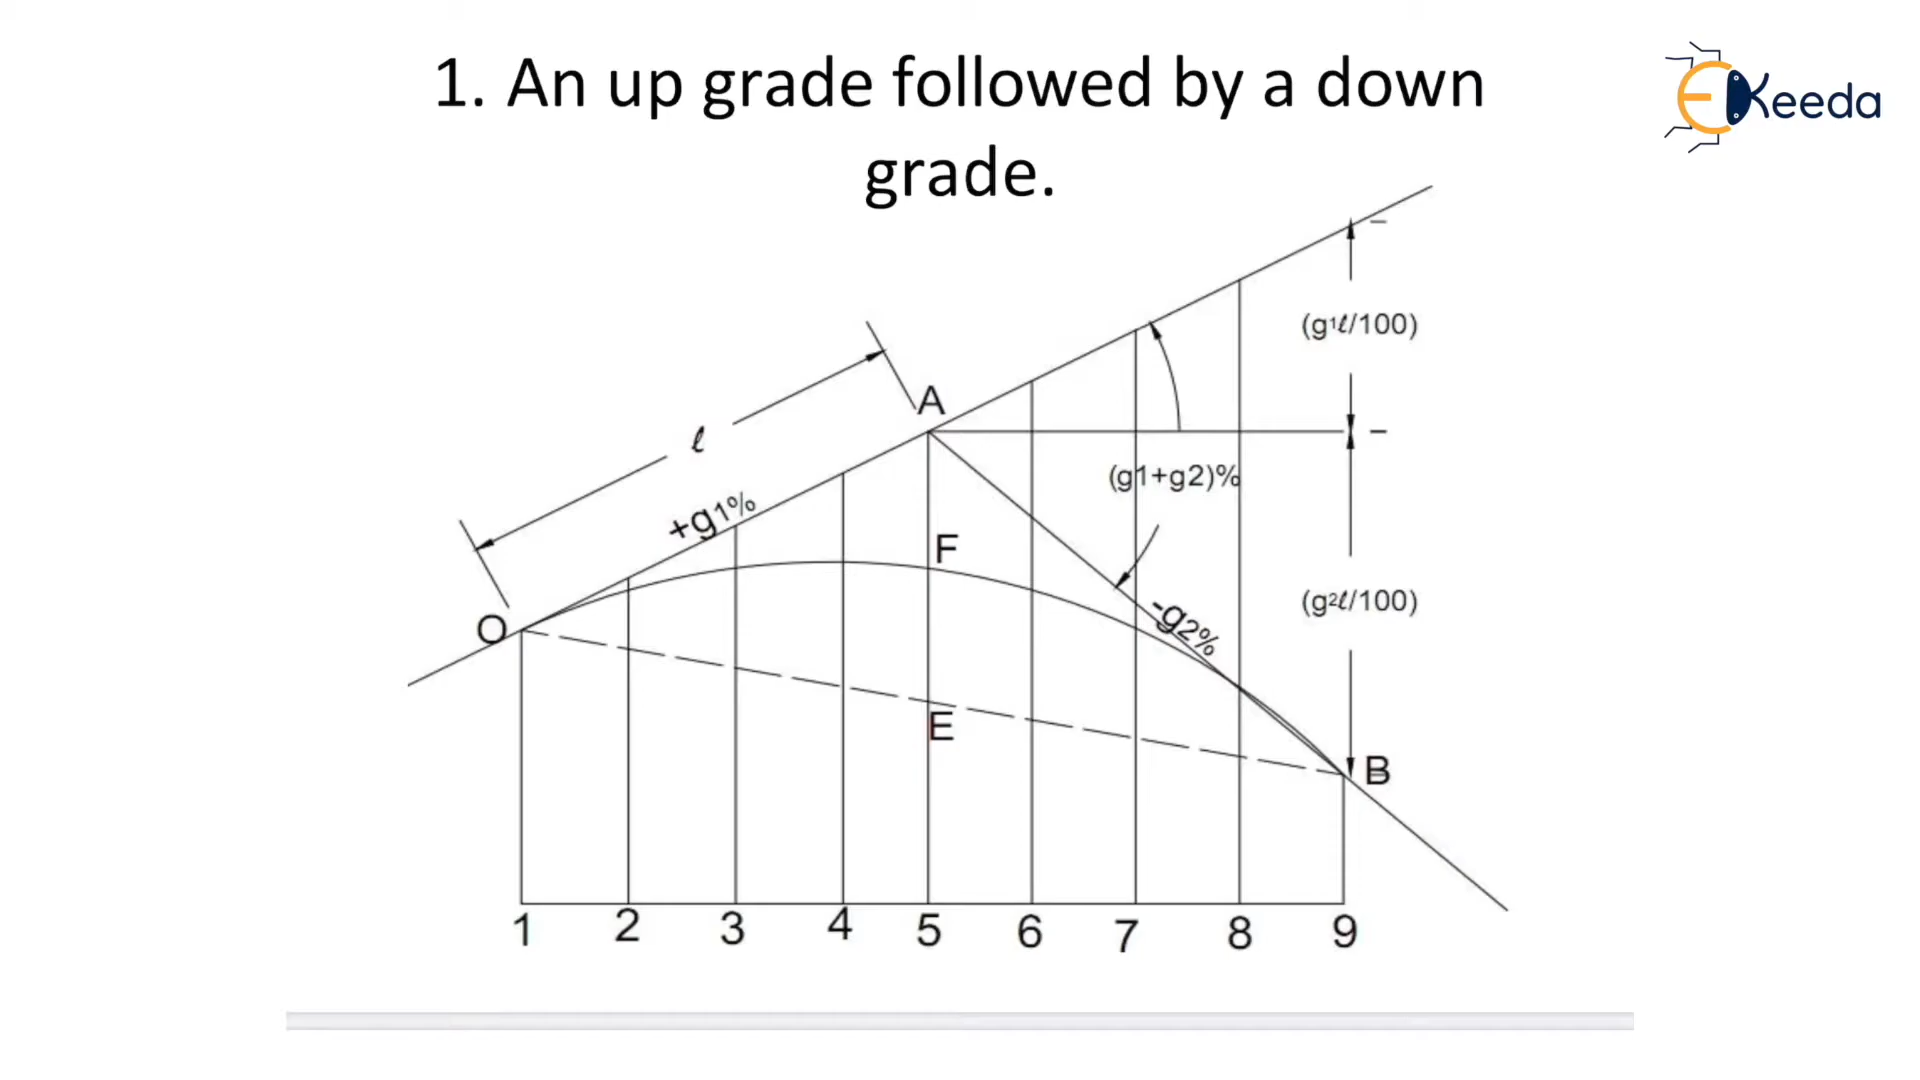 1. An up grade followed by a down
grade.
EKeeda
(g1ℓ/100)
A
ℓ
(g1+g2)%
+g1%
F
(g2ℓ/100)
-g2%
O
E
B
1 2 3 4 5 6 7 8 9